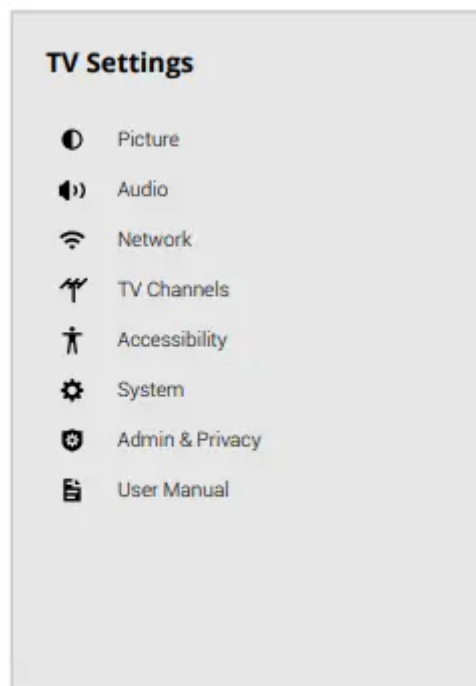 TV Settings
Picture
Audio
Network
TV Channels
Accessibility
System
Admin & Privacy
User Manual